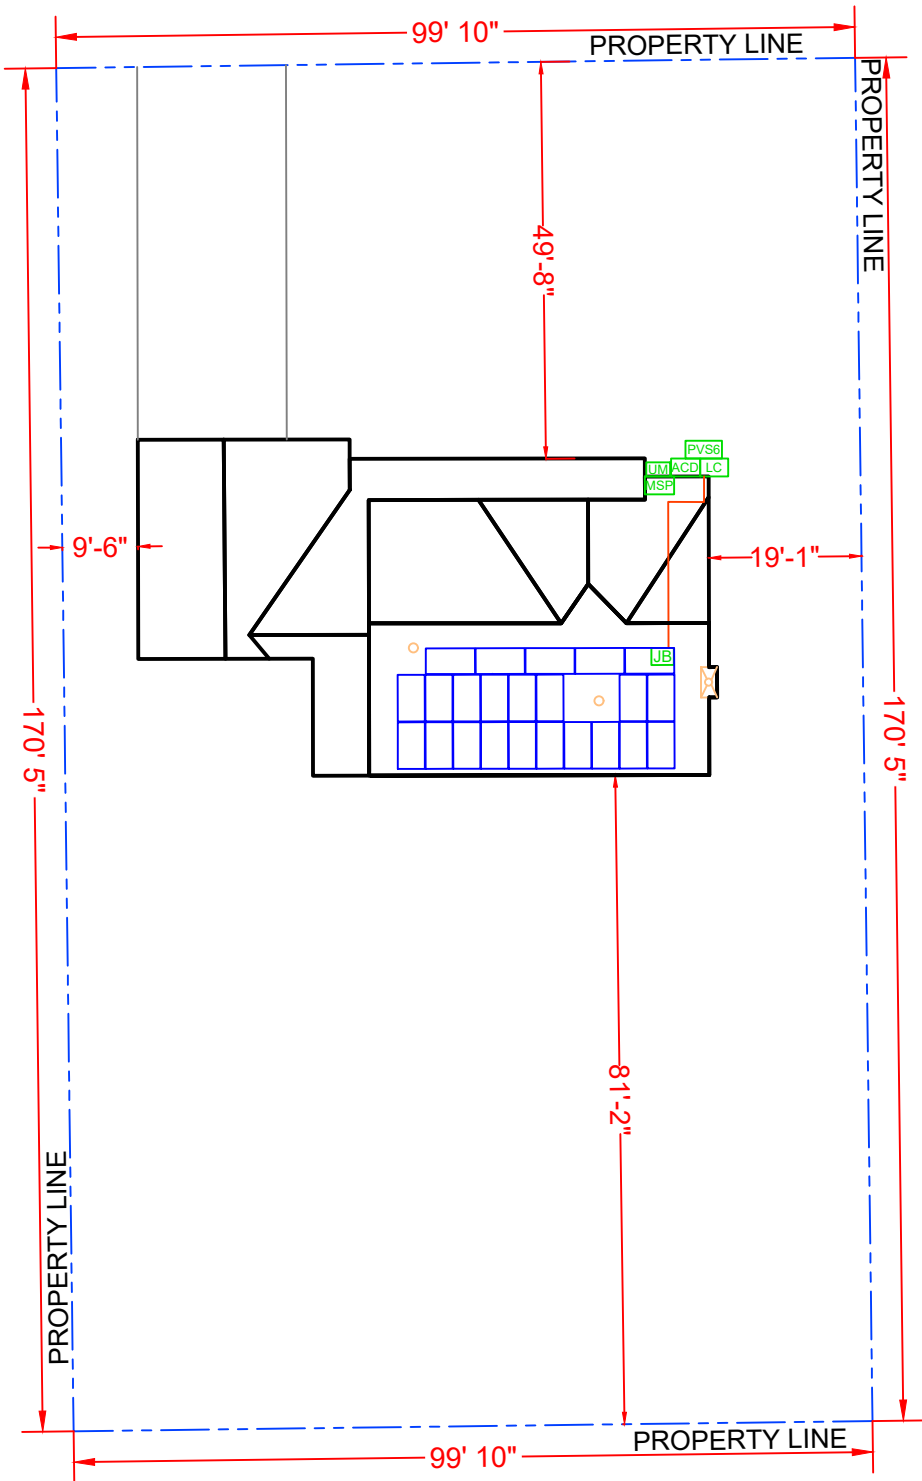 99' 10"
PROPERTY LINE
PROPERTY LINE
49'-8"
PVS6
UM
ACD
LC
MSP
9'-6"
19'-1"
JB
170' 5"
170' 5"
81'-2"
PROPERTY LINE
PROPERTY LINE
99' 10"